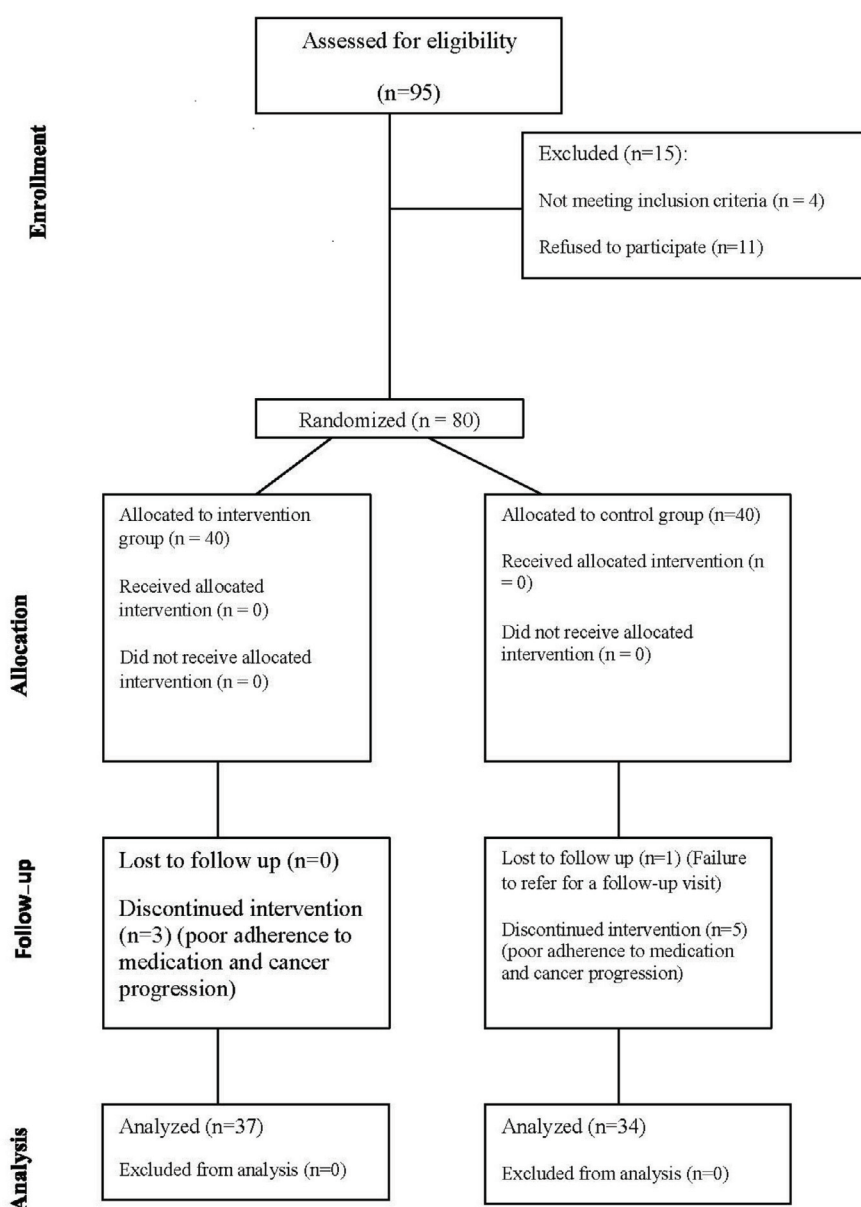 Assessed for eligibility
(n=95)
Enrollment
Excluded (n=15):
Not meeting inclusion criteria (n = 4)
Refused to participate (n=11)
Randomized (n = 80)
Allocation
Allocated to intervention
group (n = 40)
Received allocated
intervention (n = 0)
Did not receive allocated
intervention (n = 0)
Allocated to control group (n=40)
Received allocated intervention (n
= 0)
Did not receive allocated
intervention (n = 0)
Follow-up
Lost to follow up (n=0)
Discontinued intervention
(n=3) (poor adherence to
medication and cancer
progression)
Lost to follow up (n=1) (Failure
to refer for a follow-up visit)
Discontinued intervention (n=5)
(poor adherence to medication
and cancer progression)
Analysis
Analyzed (n=37)
Excluded from analysis (n=0)
Analyzed (n=34)
Excluded from analysis (n=0)